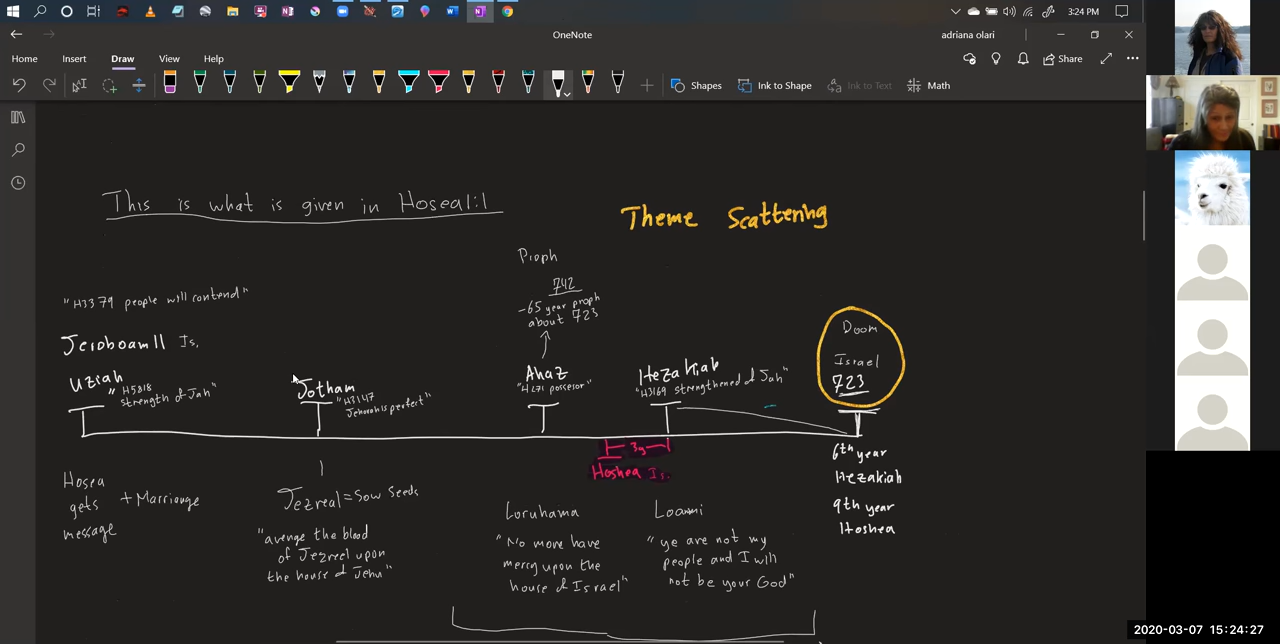 3:24 PM
OneNote
adriana olari
Home Insert Draw View Help
Share
Shapes Ink to Shape Ink to Text Math
This is what is given in Hosea1:1
Theme Scattering
Proph
742
-65 year proph
about 723
"H3379 people will contend"
Jeroboam II Is.
Uziah
"H5818
strength of Jah"
Jotham
"H3147
Jehovah is perfect"
Ahaz
"H271 possesor"
Hezakiah
"H3169 strengthened of Jah"
Doom
Israel
723
3y
Hoshea Is.
6th year
Hezakiah
9th year
Hoshea
Hosea
gets
message
+ Marriange
Jezreal = Sow Seeds
"avenge the blood
of Jezreel upon
the house of Jehu"
Loruhama
"No more have
mercy upon the
house of Israel"
Loammi
"ye are not my
people and I will
not be your God"
2020-03-07 15:24:27